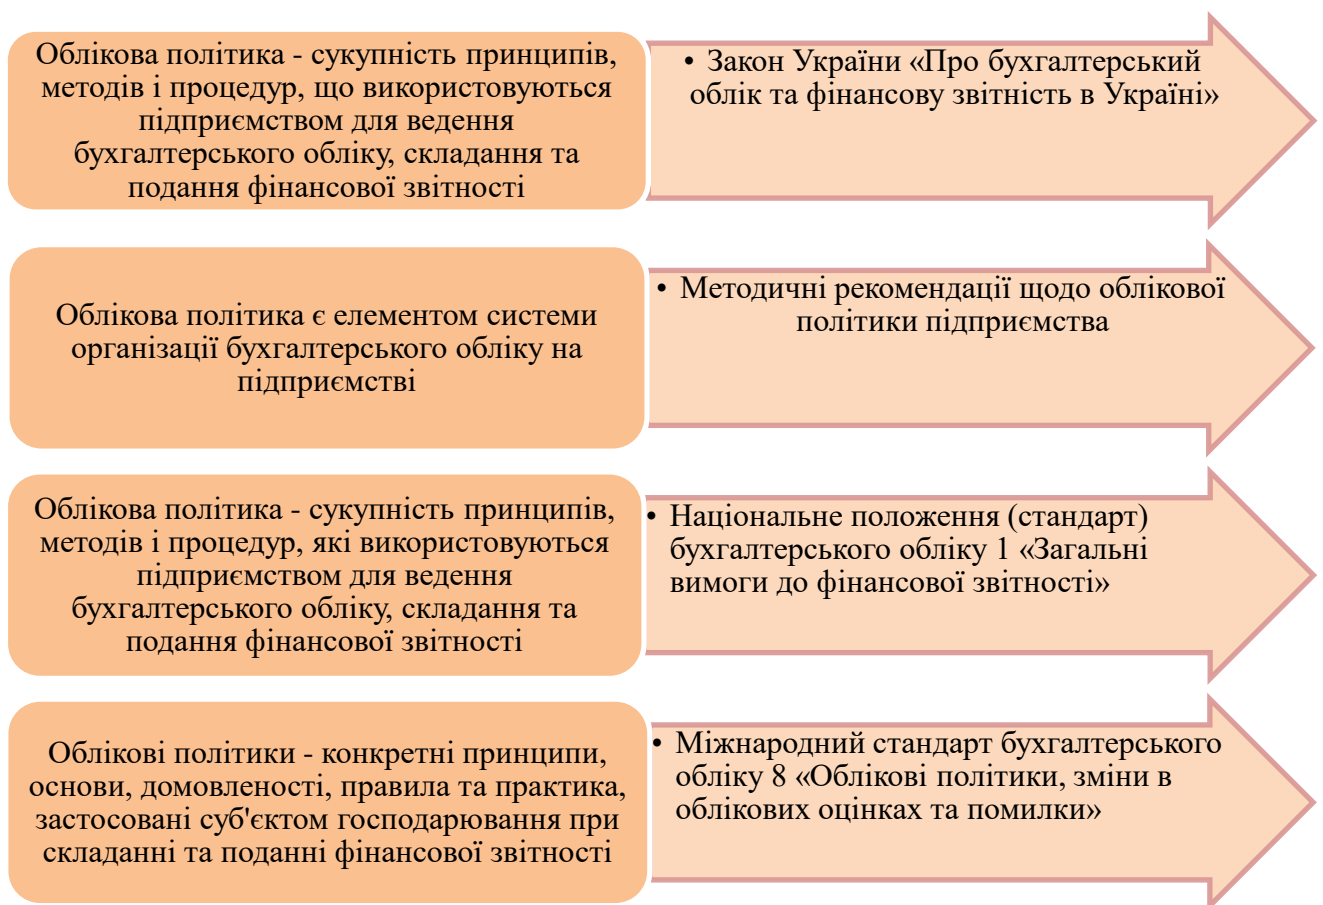 Облікова політика - сукупність принципів,
методів і процедур, що використовуються
підприємством для ведення
бухгалтерського обліку, складання та
подання фінансової звітності
• Закон України «Про бухгалтерський
облік та фінансову звітність в Україні»
Облікова політика є елементом системи
організації бухгалтерського обліку на
підприємстві
• Методичні рекомендації щодо облікової
політики підприємства
Облікова політика - сукупність принципів,
методів і процедур, які використовуються
підприємством для ведення
бухгалтерського обліку, складання та
подання фінансової звітності
• Національне положення (стандарт)
бухгалтерського обліку 1 «Загальні
вимоги до фінансової звітності»
Облікові політики - конкретні принципи,
основи, домовленості, правила та практика,
застосовані суб'єктом господарювання при
складанні та поданні фінансової звітності
• Міжнародний стандарт бухгалтерського
обліку 8 «Облікові політики, зміни в
облікових оцінках та помилки»